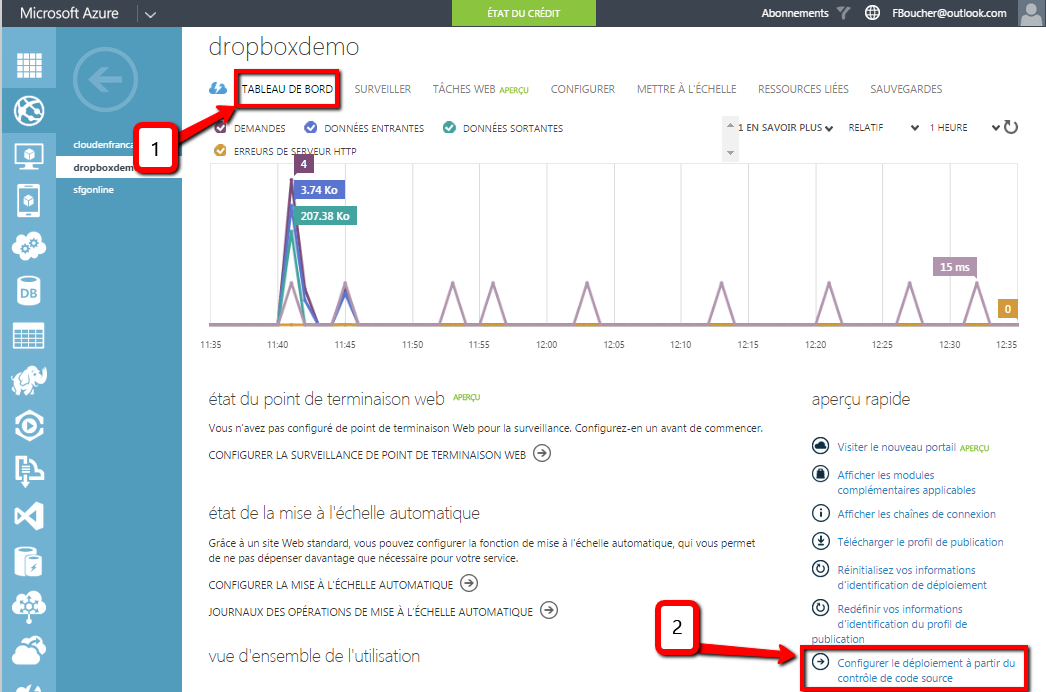 Microsoft Azure
ÉTAT DU CRÉDIT
Abonnements
FBoucher@outlook.com
dropboxdemo
TABLEAU DE BORD
SURVEILLER
TÂCHES WEB APERÇU
CONFIGURER
METTRE À L'ÉCHELLE
RESSOURCES LIÉES
SAUVEGARDES
1
cloudenfranca
dropboxdem
sfgonline
DB
DEMANDES
DONNÉES ENTRANTES
DONNÉES SORTANTES
ERREURS DE SERVEUR HTTP
1 EN SAVOIR PLUS
RELATIF
1 HEURE
4
3.74 Ko
207.38 Ko
15 ms
0
11:35 11:40 11:45 11:50 11:55 12:00 12:05 12:10 12:15 12:20 12:25 12:30 12:35
état du point de terminaison web APERÇU
Vous n'avez pas configuré de point de terminaison Web pour la surveillance. Configurez-en un avant de commencer.
CONFIGURER LA SURVEILLANCE DE POINT DE TERMINAISON WEB
état de la mise à l'échelle automatique
Grâce à un site Web standard, vous pouvez configurer la fonction de mise à l'échelle automatique, qui vous permet
de ne pas dépenser davantage que nécessaire pour votre service.
CONFIGURER LA MISE À L'ÉCHELLE AUTOMATIQUE
JOURNAUX DES OPÉRATIONS DE MISE À L'ÉCHELLE AUTOMATIQUE
vue d'ensemble de l'utilisation
aperçu rapide
Visiter le nouveau portail APERÇU
Afficher les modules
complémentaires applicables
Afficher les chaînes de connexion
Télécharger le profil de publication
Réinitialisez vos informations
d'identification de déploiement
Redéfinir vos informations
d'identification du profil de
publication
2
Configurer le déploiement à partir du
contrôle de code source